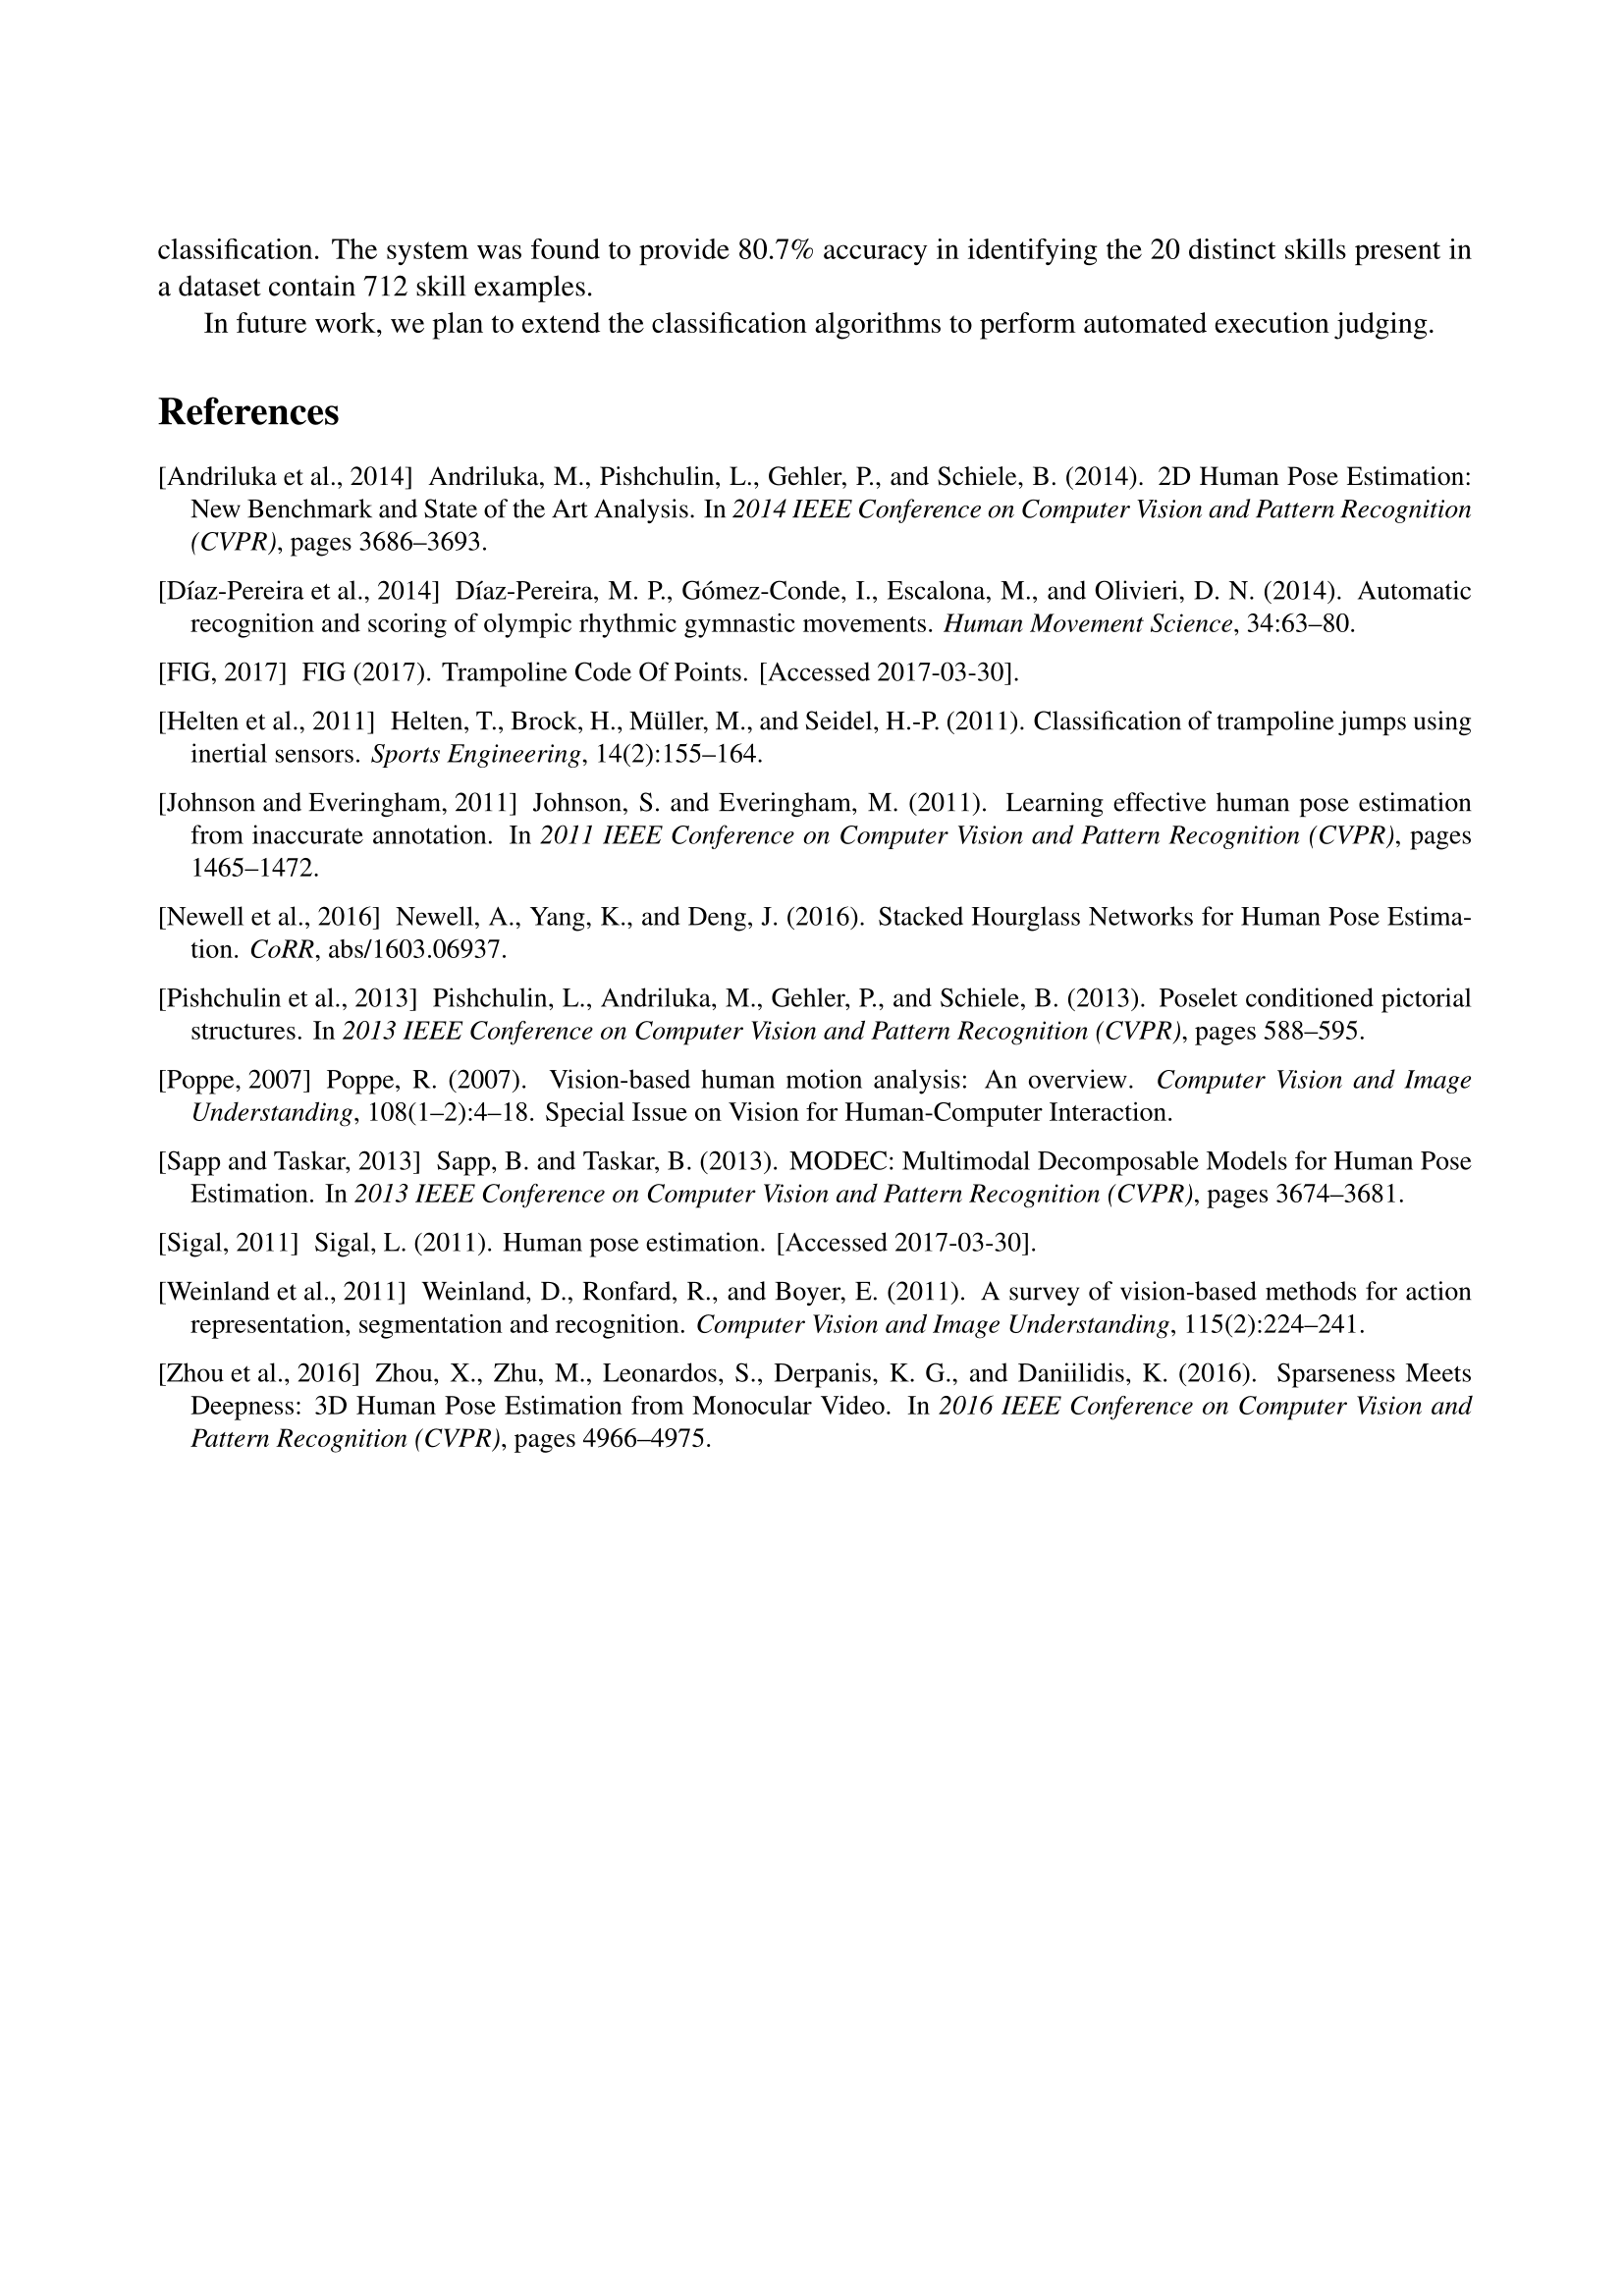 classification. The system was found to provide 80.7% accuracy in identifying the 20 distinct skills present in
a dataset contain 712 skill examples.
In future work, we plan to extend the classification algorithms to perform automated execution judging.
References
[Andriluka et al., 2014] Andriluka, M., Pishchulin, L., Gehler, P., and Schiele, B. (2014). 2D Human Pose Estimation:
New Benchmark and State of the Art Analysis. In 2014 IEEE Conference on Computer Vision and Pattern Recognition
(CVPR), pages 3686–3693.
[Díaz-Pereira et al., 2014] Díaz-Pereira, M. P., Gómez-Conde, I., Escalona, M., and Olivieri, D. N. (2014). Automatic
recognition and scoring of olympic rhythmic gymnastic movements. Human Movement Science, 34:63–80.
[FIG, 2017] FIG (2017). Trampoline Code Of Points. [Accessed 2017-03-30].
[Helten et al., 2011] Helten, T., Brock, H., Müller, M., and Seidel, H.-P. (2011). Classification of trampoline jumps using
inertial sensors. Sports Engineering, 14(2):155–164.
[Johnson and Everingham, 2011] Johnson, S. and Everingham, M. (2011). Learning effective human pose estimation
from inaccurate annotation. In 2011 IEEE Conference on Computer Vision and Pattern Recognition (CVPR), pages
1465–1472.
[Newell et al., 2016] Newell, A., Yang, K., and Deng, J. (2016). Stacked Hourglass Networks for Human Pose Estima-
tion. CoRR, abs/1603.06937.
[Pishchulin et al., 2013] Pishchulin, L., Andriluka, M., Gehler, P., and Schiele, B. (2013). Poselet conditioned pictorial
structures. In 2013 IEEE Conference on Computer Vision and Pattern Recognition (CVPR), pages 588–595.
[Poppe, 2007] Poppe, R. (2007). Vision-based human motion analysis: An overview. Computer Vision and Image
Understanding, 108(1–2):4–18. Special Issue on Vision for Human-Computer Interaction.
[Sapp and Taskar, 2013] Sapp, B. and Taskar, B. (2013). MODEC: Multimodal Decomposable Models for Human Pose
Estimation. In 2013 IEEE Conference on Computer Vision and Pattern Recognition (CVPR), pages 3674–3681.
[Sigal, 2011] Sigal, L. (2011). Human pose estimation. [Accessed 2017-03-30].
[Weinland et al., 2011] Weinland, D., Ronfard, R., and Boyer, E. (2011). A survey of vision-based methods for action
representation, segmentation and recognition. Computer Vision and Image Understanding, 115(2):224–241.
[Zhou et al., 2016] Zhou, X., Zhu, M., Leonardos, S., Derpanis, K. G., and Daniilidis, K. (2016). Sparseness Meets
Deepness: 3D Human Pose Estimation from Monocular Video. In 2016 IEEE Conference on Computer Vision and
Pattern Recognition (CVPR), pages 4966–4975.